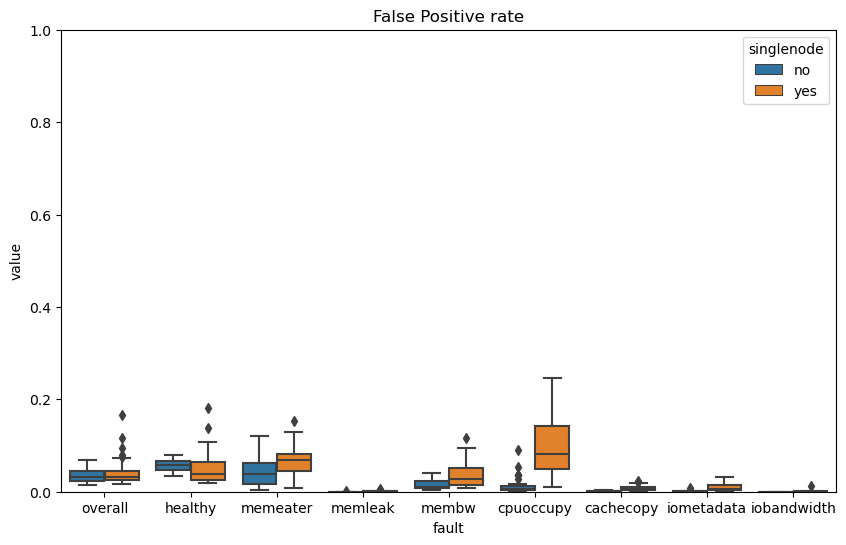 False Positive rate
singlenode
no
yes
1.0
0.8
0.6
0.4
0.2
0.0
value
overall healthy memeater memleak membw cpuoccupy cachecopy iometadata iobandwidth
fault